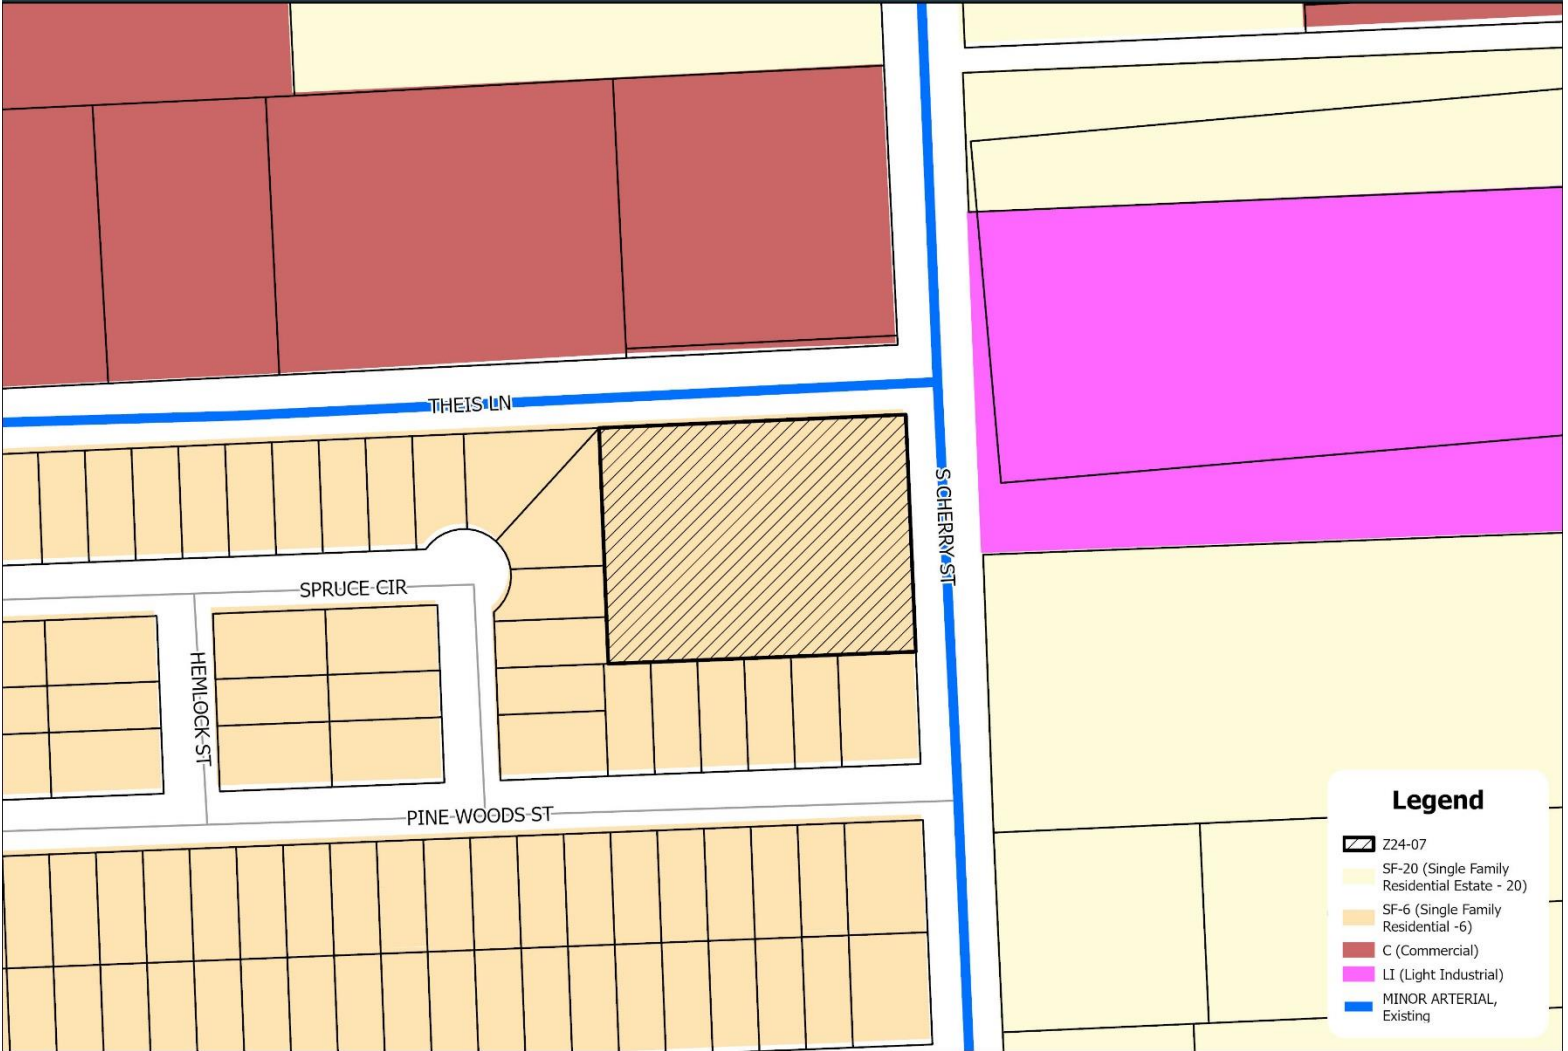 THEIS LN
S CHERRY ST
SPRUCE CIR
HEMLOCK ST
PINE WOODS ST
Legend
Z24-07
SF-20 (Single Family
Residential Estate - 20)
SF-6 (Single Family
Residential -6)
C (Commercial)
LI (Light Industrial)
MINOR ARTERIAL,
Existing